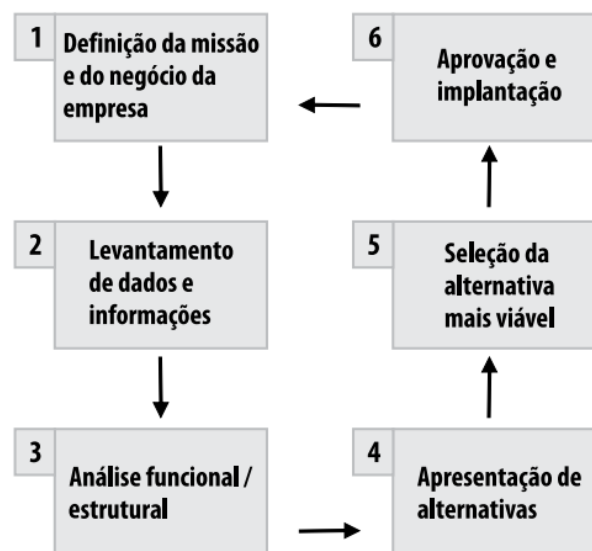 1
Definição da missão
e do negócio da
empresa
2
Levantamento
de dados e
informações
3
Análise funcional /
estrutural
4
Apresentação de
alternativas
5
Seleção da
alternativa
mais viável
6
Aprovação e
implantação